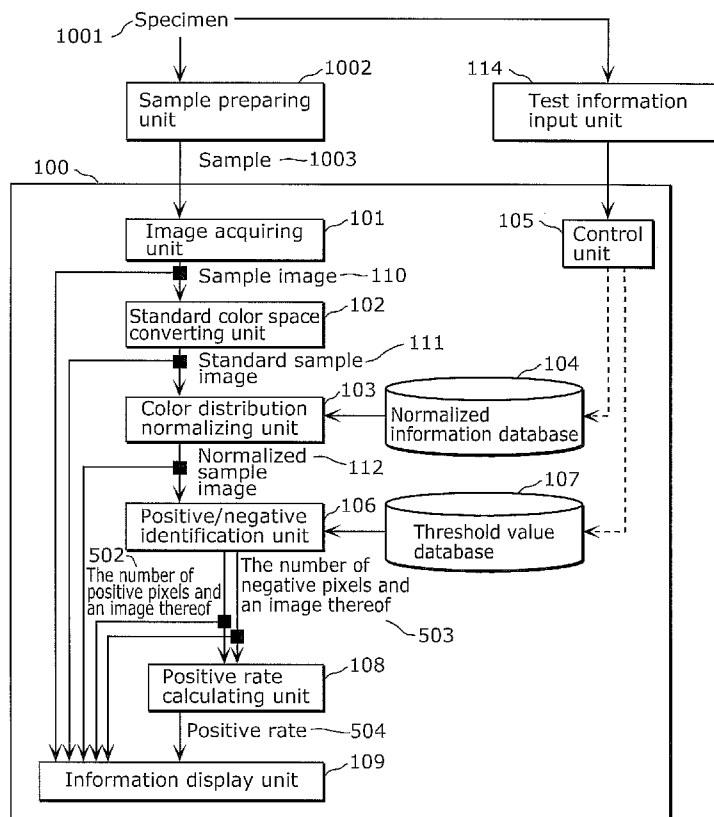 1001
Specimen
1002
114
Sample preparing
unit
Test information
input unit
Sample
1003
100
101
Image acquiring
unit
105
Control
unit
Sample image
110
102
Standard color space
converting unit
Standard sample
image
111
103
104
Color distribution
normalizing unit
Normalized
information database
Normalized
sample
image
112
106
107
Positive/negative
identification unit
Threshold value
database
502
The number of
positive pixels and
an image thereof
The number of
negative pixels and
an image thereof
503
108
Positive rate
calculating unit
Positive rate
504
Information display unit
109